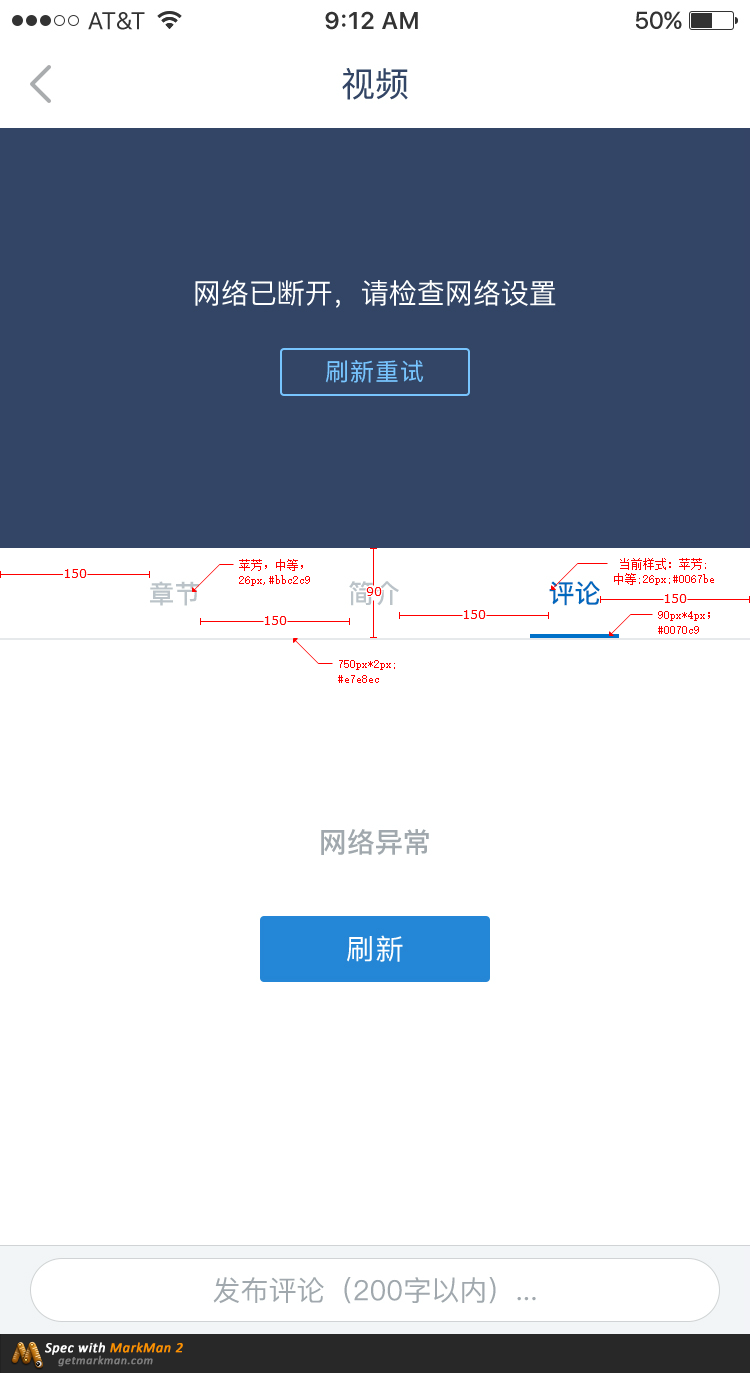 AT&T 9:12 AM 50%
视频
网络已断开，请检查网络设置
刷新重试
150
苹芳，中等，
26px,#bbc2c9
章节
150
简介
90
150
当前样式：苹芳;
中等;26px;#0067be
评论
150
90px*4px；
#0070c9
750px*2px;
#e7e8ec
网络异常
刷新
发布评论（200字以内）...
Spec with MarkMan 2
getmarkman.com